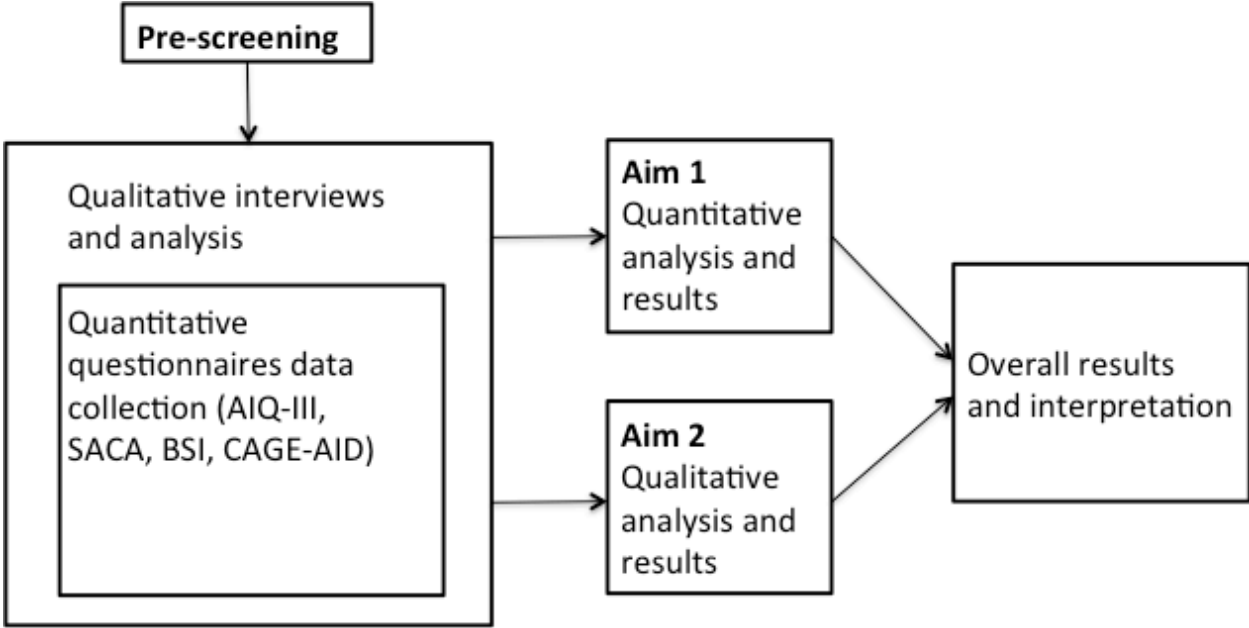 Pre-screening
Qualitative interviews
and analysis
Quantitative
questionnaires data
collection (AIQ-III,
SACA, BSI, CAGE-AID)
Aim 1
Quantitative
analysis and
results
Aim 2
Qualitative
analysis and
results
Overall results
and interpretation